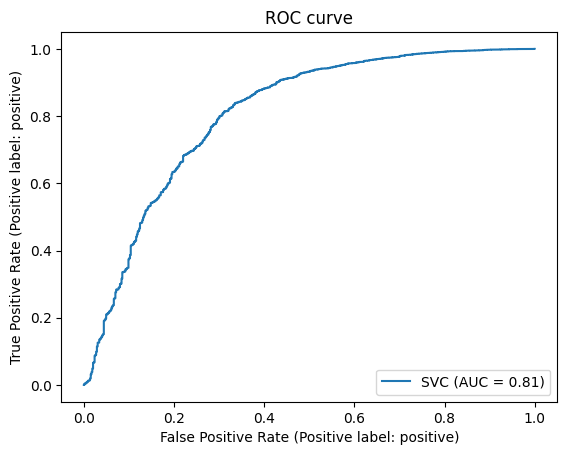 ROC curve
True Positive Rate (Positive label: positive)
1.0
0.8
0.6
0.4
0.2
0.0
SVC (AUC = 0.81)
0.0 0.2 0.4 0.6 0.8 1.0
False Positive Rate (Positive label: positive)